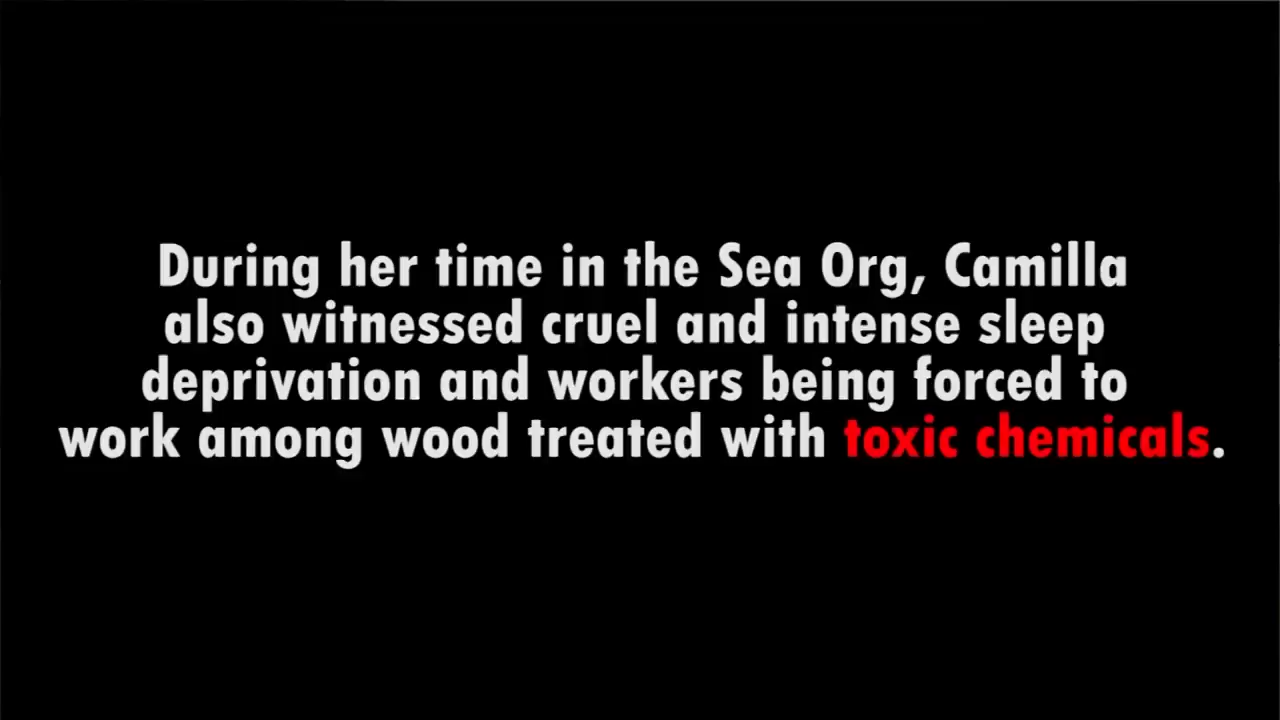 During her time in the Sea Org, Camilla
also witnessed cruel and intense sleep
deprivation and workers being forced to
work among wood treated with toxic chemicals.